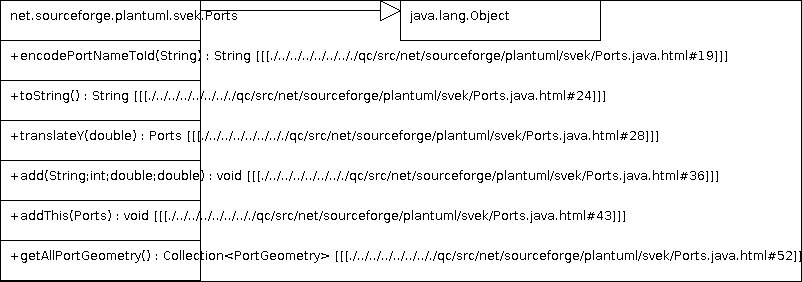 net.sourceforge.plantuml.svek.Ports
java.lang.Object
+encodePortNameToId(String) : String [[[./../../../../../../../qc/src/net/sourceforge/plantuml/svek/Ports.java.html#19]]]
+toString() : String [[[./../../../../../../../qc/src/net/sourceforge/plantuml/svek/Ports.java.html#24]]]
+translateY(double) : Ports [[[./../../../../../../../qc/src/net/sourceforge/plantuml/svek/Ports.java.html#28]]]
+add(String;int;double;double) : void [[[./../../../../../../../qc/src/net/sourceforge/plantuml/svek/Ports.java.html#36]]]
+addThis(Ports) : void [[[./../../../../../../../qc/src/net/sourceforge/plantuml/svek/Ports.java.html#43]]]
+getAllPortGeometry() : Collection<PortGeometry> [[[./../../../../../../../qc/src/net/sourceforge/plantuml/svek/Ports.java.html#52]]